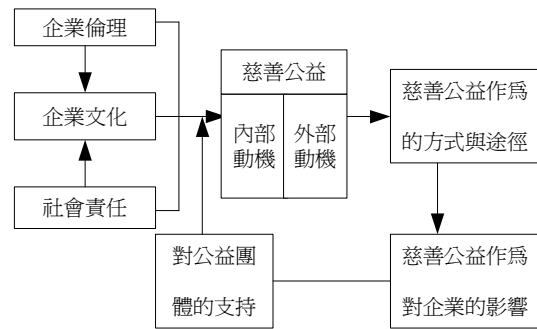 企業倫理
企業文化
社會責任
慈善公益
內部
動機
外部
動機
慈善公益作爲
的方式與途徑
慈善公益作爲
對企業的影響
對公益團
體的支持